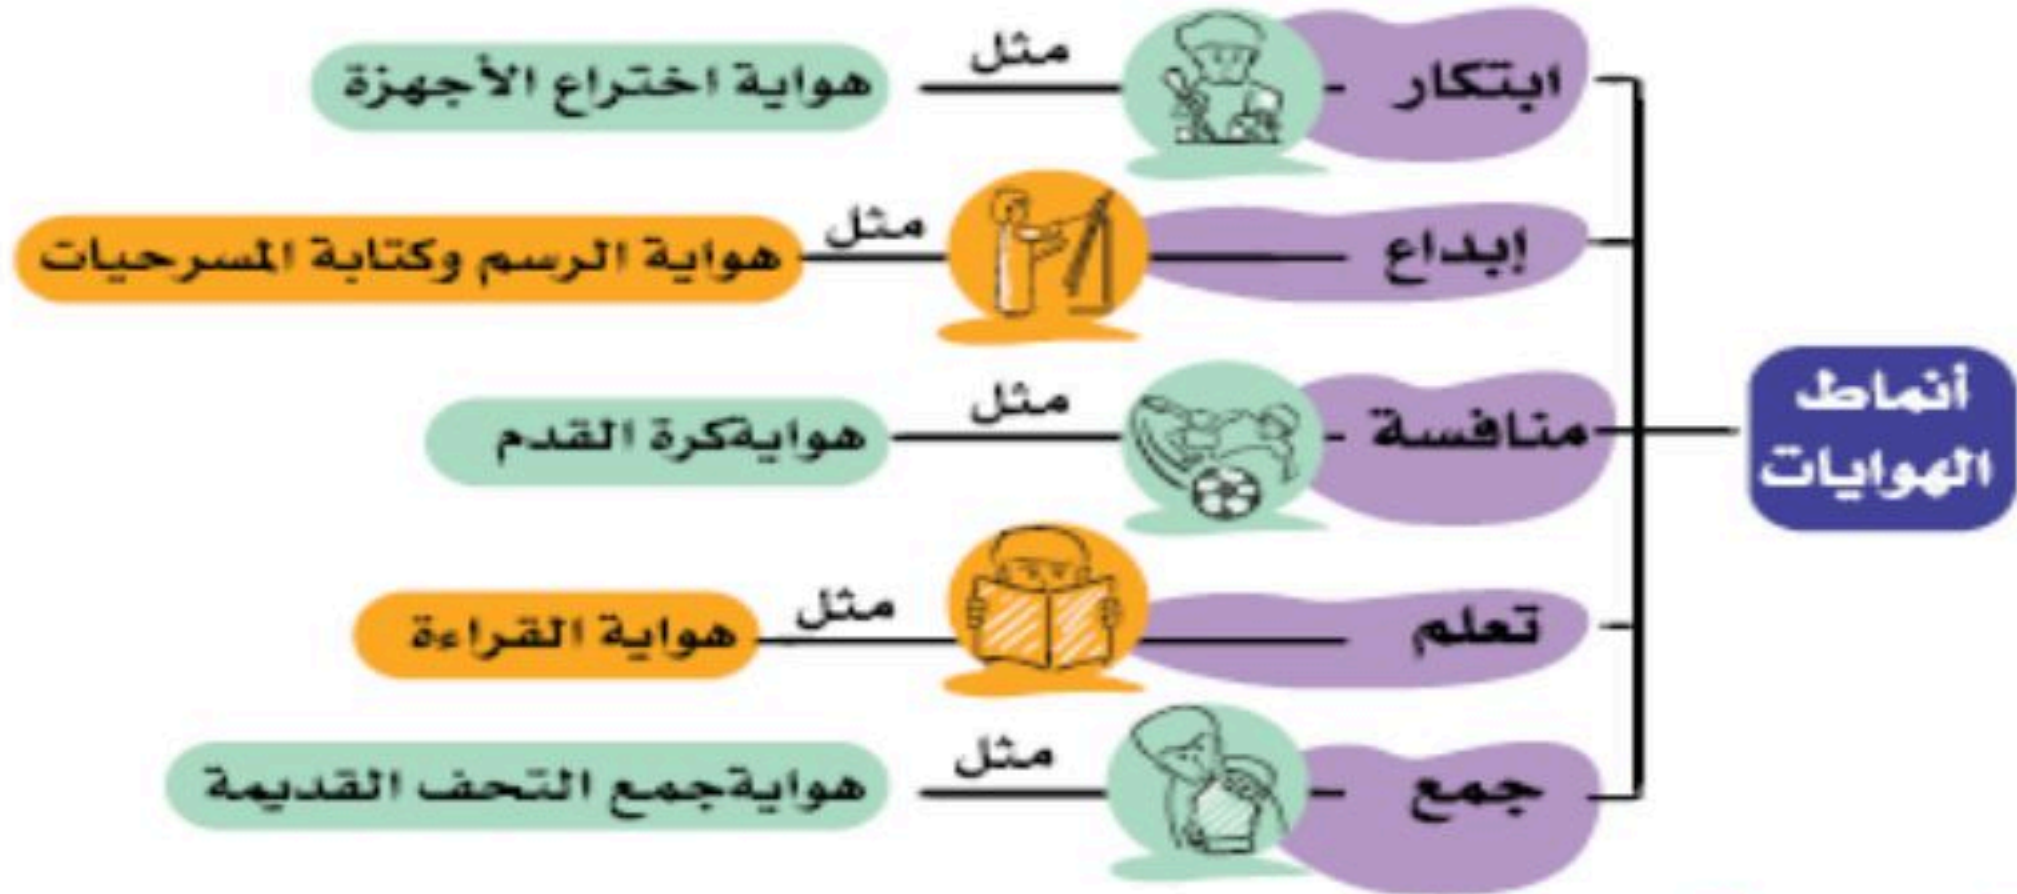 أنماط
الهوايات
ابتكار
مثل
هواية اختراع الأجهزة
إبداع
مثل
هواية الرسم وكتابة المسرحيات
منافسة
مثل
هوايةكرة القدم
تعلم
مثل
هواية القراءة
جمع
مثل
هوايةجمع التحف القديمة